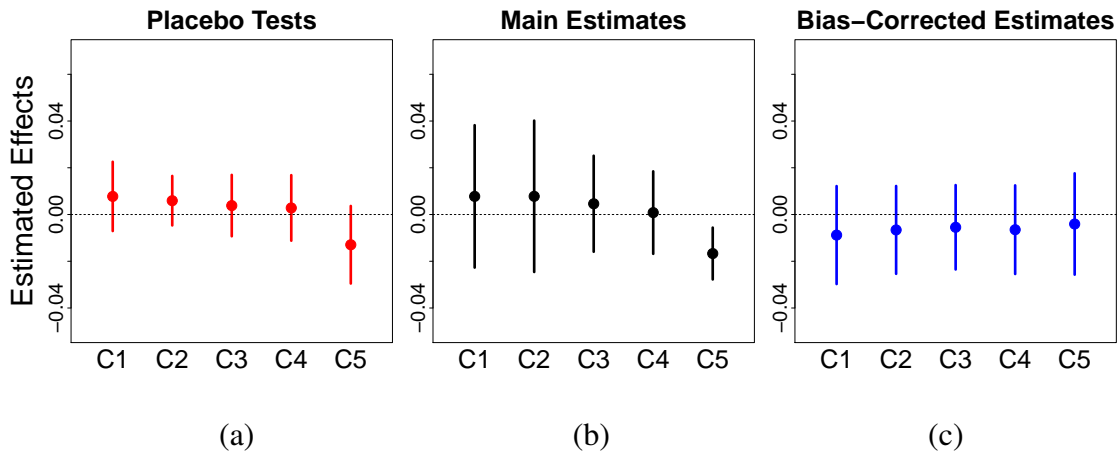 Placebo Tests
Main Estimates
Bias−Corrected Estimates
Estimated Effects
0.04
0.00
−0.04
0.04
0.00
−0.04
0.04
0.00
−0.04
C1 C2 C3 C4 C5
C1 C2 C3 C4 C5
C1 C2 C3 C4 C5
(a)
(b)
(c)